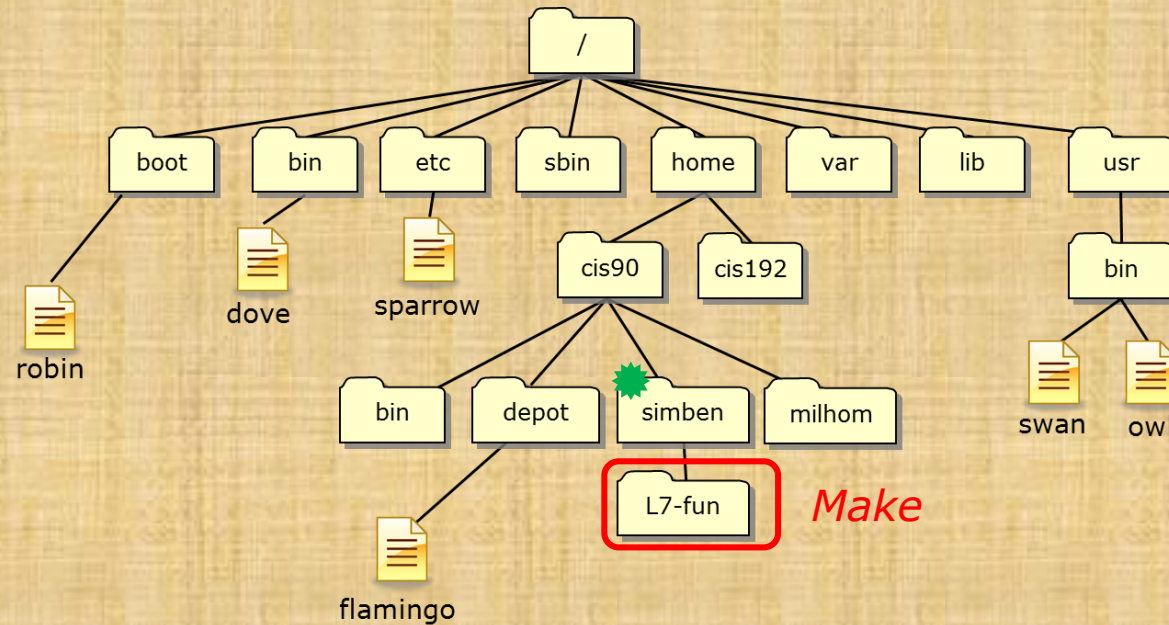 /
boot
bin
etc
sbin
home
var
lib
usr
cis90
cis192
bin
dove
sparrow
robin
bin
depot
simben
milhom
swan
L7-fun
Make
flamingo